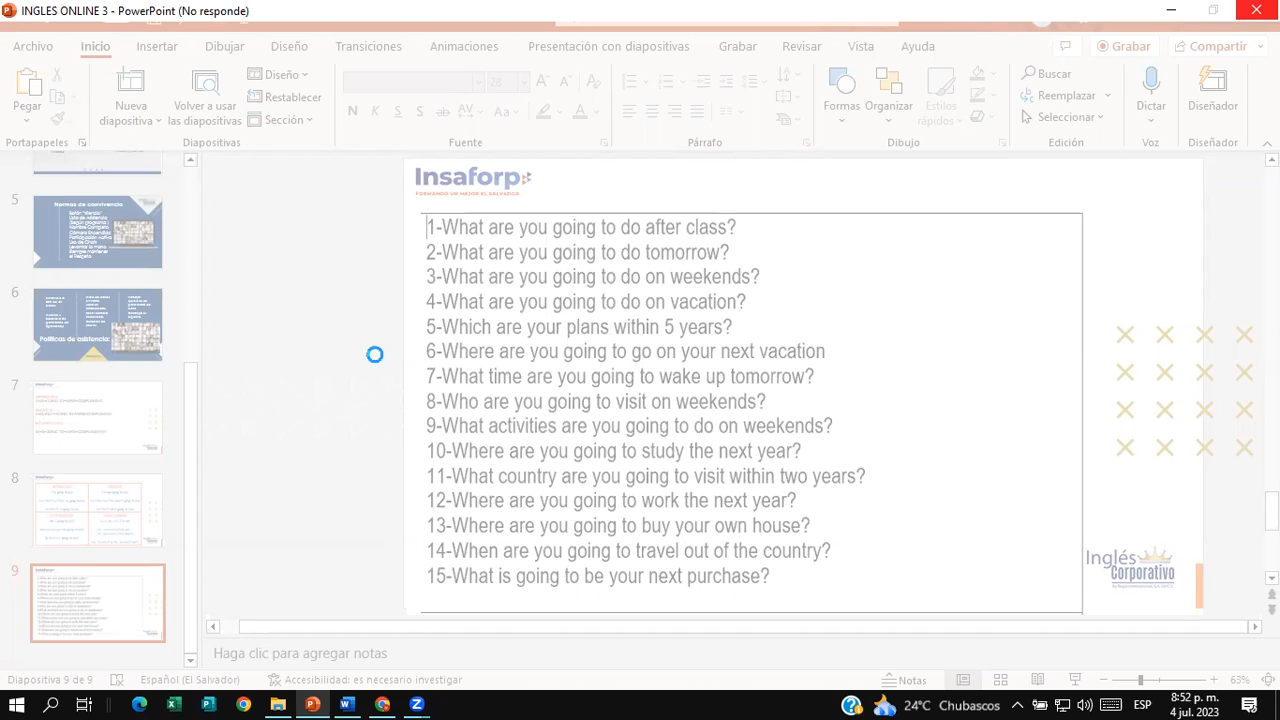 INGLES ONLINE 3 - PowerPoint (No responde)
Archivo Inicio Insertar Dibujar Diseño Transiciones Animaciones Presentación con diapositivas Grabar Revisar Vista Ayuda Grabar Compartir
Pegar
Nueva diapositiva
Volver a usar las diapositivas
Diseño
Restablecer
Sección
28
N K S S ab AV Aa A
Formas Organizar Estilos rápidos
Buscar
Reemplazar
Seleccionar
Dictar
Diseñador
Portapapeles Diapositivas Fuente Párrafo Dibujo Edición Voz Diseñador
5
Normas de convivencia
6
Políticas de asistencia:
7
8
9
Insaforp
FORMANDO UN MEJOR EL SALVADOR
1-What are you going to do after class?
2-What are you going to do tomorrow?
3-What are you going to do on weekends?
4-What are you going to do on vacation?
5-Which are your plans within 5 years?
6-Where are you going to go on your next vacation
7-What time are you going to wake up tomorrow?
8-Who are you going to visit on weekends?
9-What activities are you going to do on weekends?
10-Where are you going to study the next year?
11-What country are you going to visit within two years?
12-Where are you going to work the next year?
13-Where are you going to buy your own house?
14-When are you going to travel out of the country?
15-What is going to be your next purchase?
Inglés
Corporativo
Haga clic para agregar notas
Diapositiva 9 de 9 Español (El Salvador) Accesibilidad: es necesario investigar Notas 63%
24°C Chubascos ESP 8:52 p. m.
4 jul. 2023